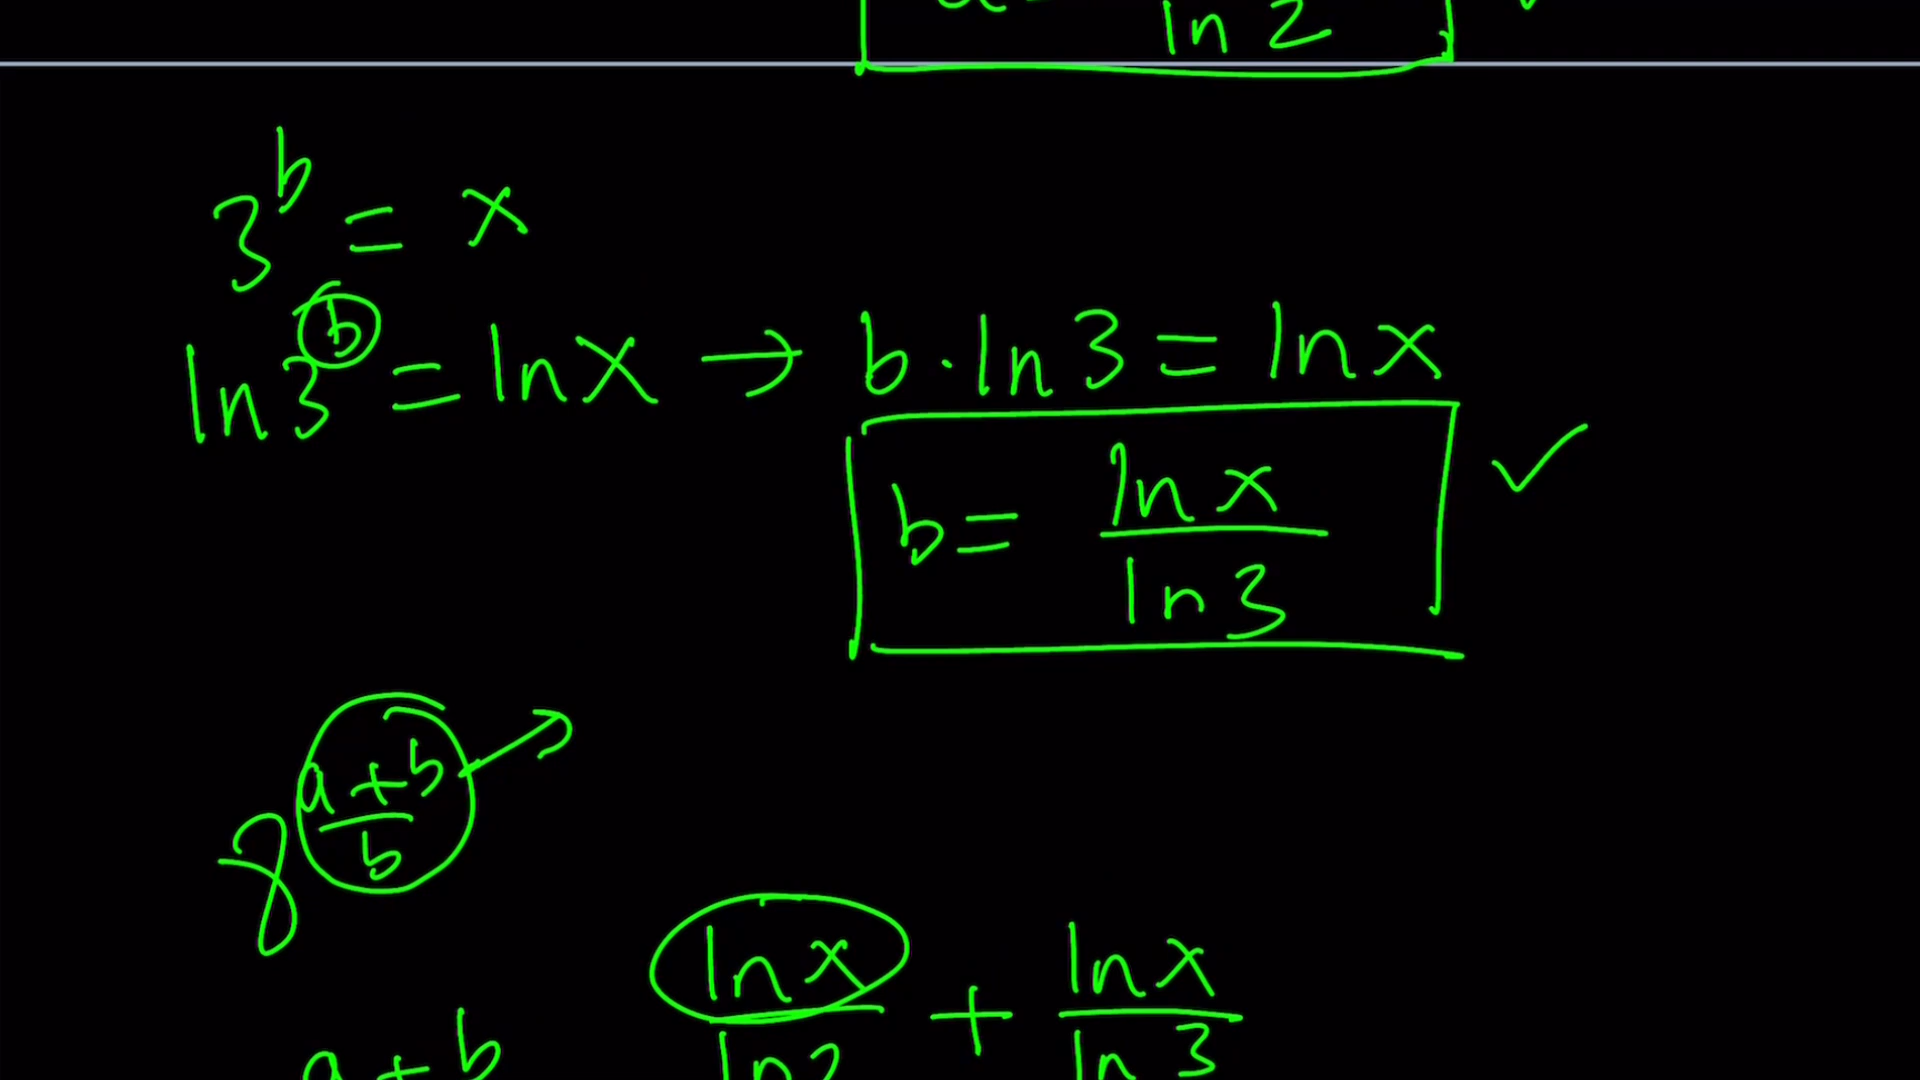 ln 2
3^b = x
ln 3^b = ln x → b · ln 3 = ln x
b = ln x / ln 3
8^((a+b)/b)
a + b ln x / ln 2 + ln x / ln 3